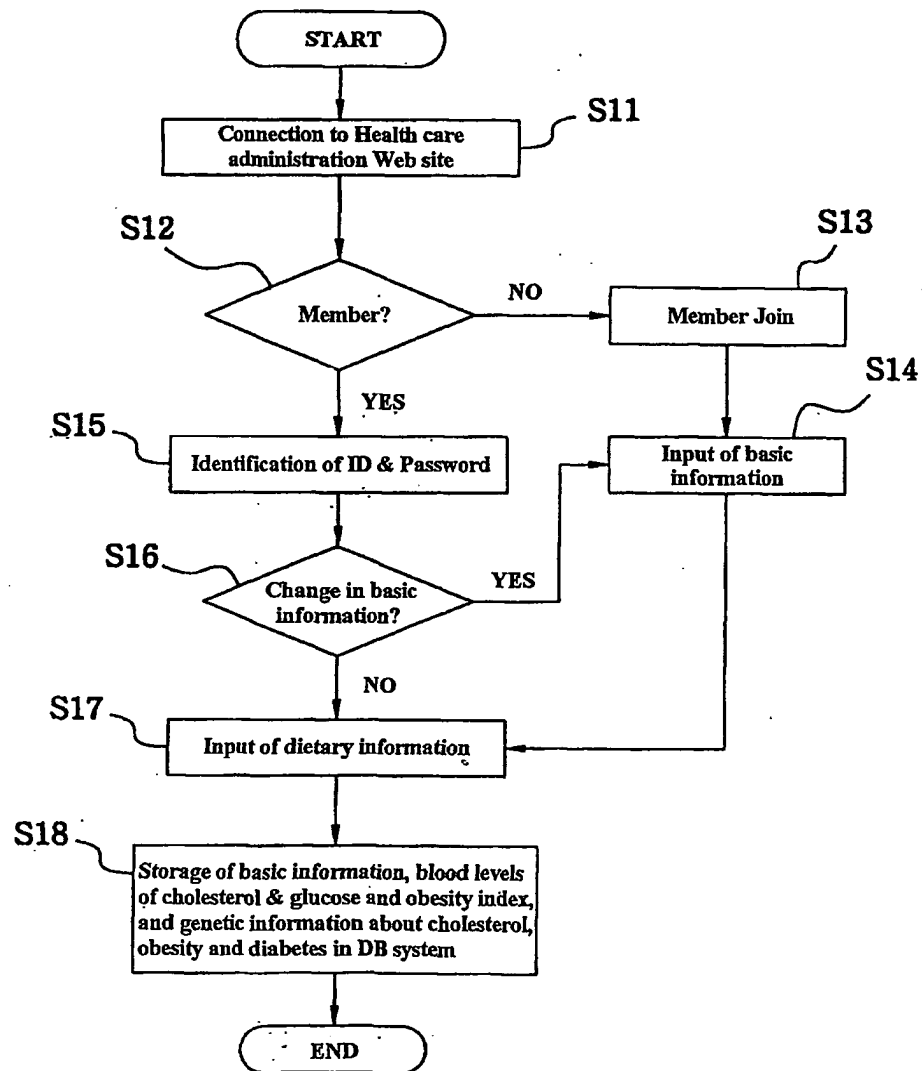 START
S11
Connection to Health care
administration Web site
S12
S13
Member?
NO
Member Join
S14
YES
S15
Identification of ID & Password
Input of basic
information
S16
Change in basic
information?
YES
NO
S17
Input of dietary information
S18
Storage of basic information, blood levels
of cholesterol & glucose and obesity index,
and genetic information about cholesterol,
obesity and diabetes in DB system
END